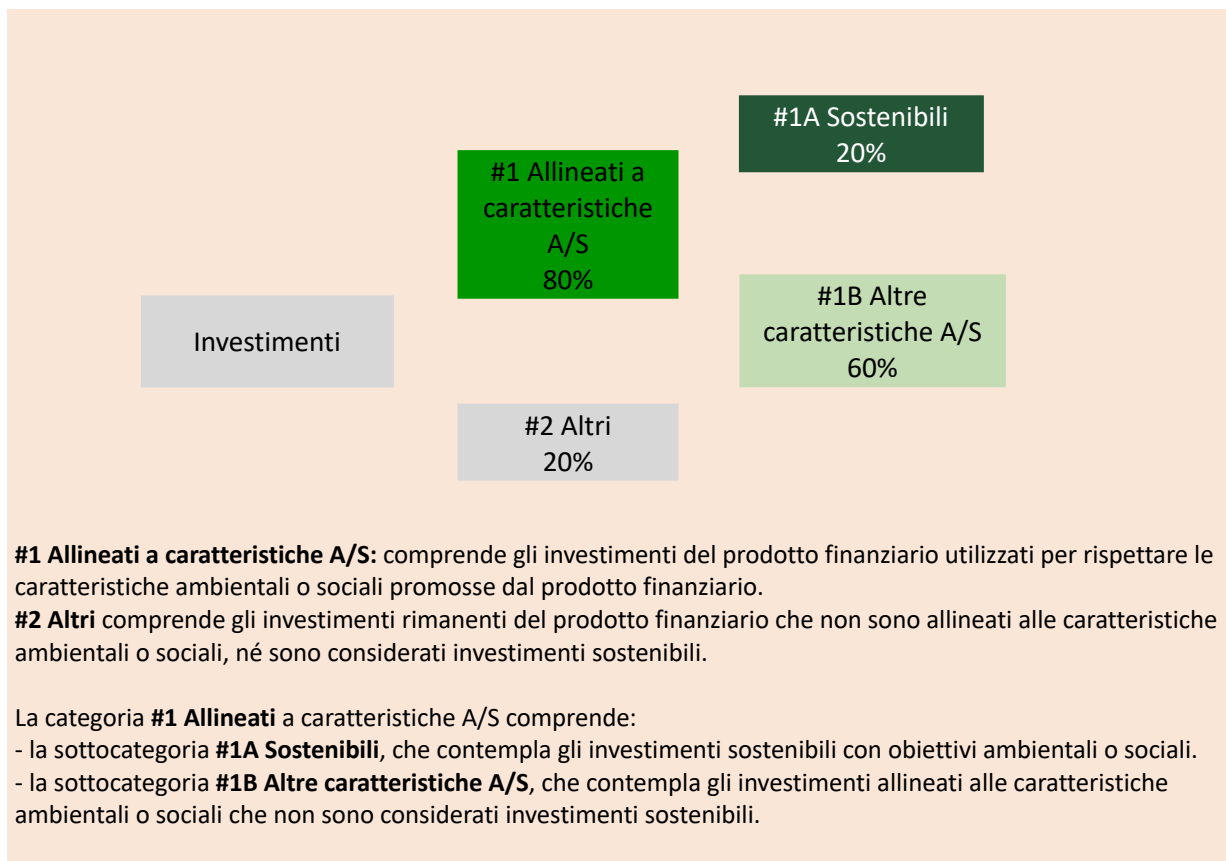 #1A Sostenibili
20%
#1 Allineati a
caratteristiche
A/S
80%
#1B Altre
caratteristiche A/S
60%
Investimenti
#2 Altri
20%
#1 Allineati a caratteristiche A/S: comprende gli investimenti del prodotto finanziario utilizzati per rispettare le
caratteristiche ambientali o sociali promosse dal prodotto finanziario.
#2 Altri comprende gli investimenti rimanenti del prodotto finanziario che non sono allineati alle caratteristiche
ambientali o sociali, né sono considerati investimenti sostenibili.
La categoria #1 Allineati a caratteristiche A/S comprende:
- la sottocategoria #1A Sostenibili, che contempla gli investimenti sostenibili con obiettivi ambientali o sociali.
- la sottocategoria #1B Altre caratteristiche A/S, che contempla gli investimenti allineati alle caratteristiche
ambientali o sociali che non sono considerati investimenti sostenibili.